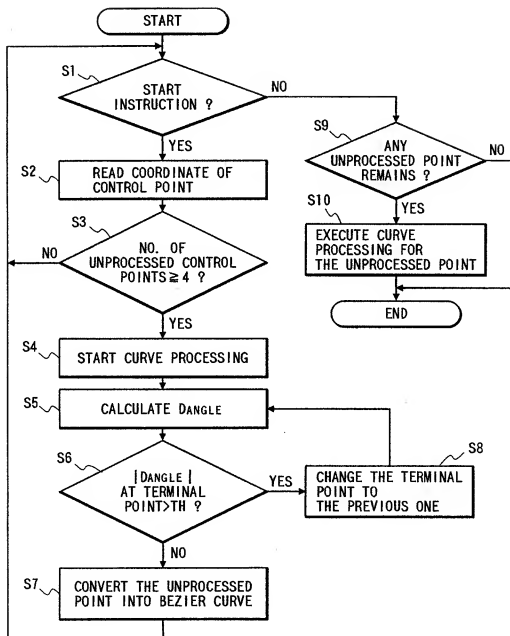 START
S1
START
INSTRUCTION ?
NO
YES
S2
READ COORDINATE OF
CONTROL POINT
S3
NO. OF
UNPROCESSED CONTROL
POINTS≧4 ?
NO
YES
S4
START CURVE PROCESSING
S5
CALCULATE DANGLE
S6
|DANGLE|
AT TERMINAL
POINT>TH ?
YES
NO
S7
CONVERT THE UNPROCESSED
POINT INTO BEZIER CURVE
S8
CHANGE THE TERMINAL
POINT TO
THE PREVIOUS ONE
S9
ANY
UNPROCESSED POINT
REMAINS ?
NO
YES
S10
EXECUTE CURVE
PROCESSING FOR
THE UNPROCESSED POINT
END